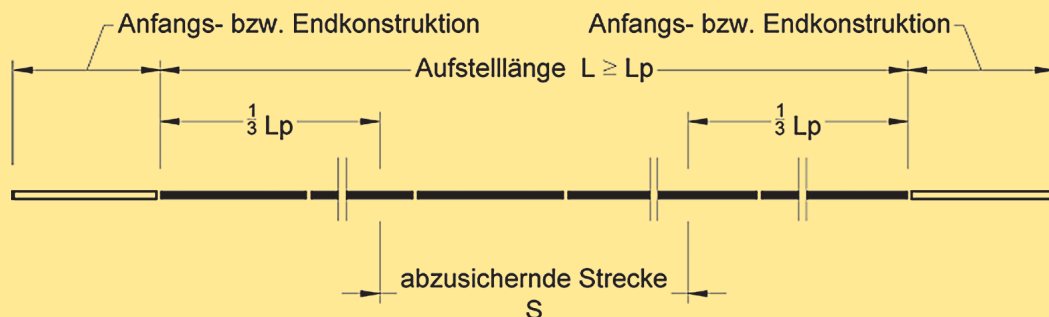 Anfangs- bzw. Endkonstruktion
Anfangs- bzw. Endkonstruktion
Aufstelllänge L ≥ Lp
1/3 Lp
1/3 Lp
abzusichernde Strecke
S